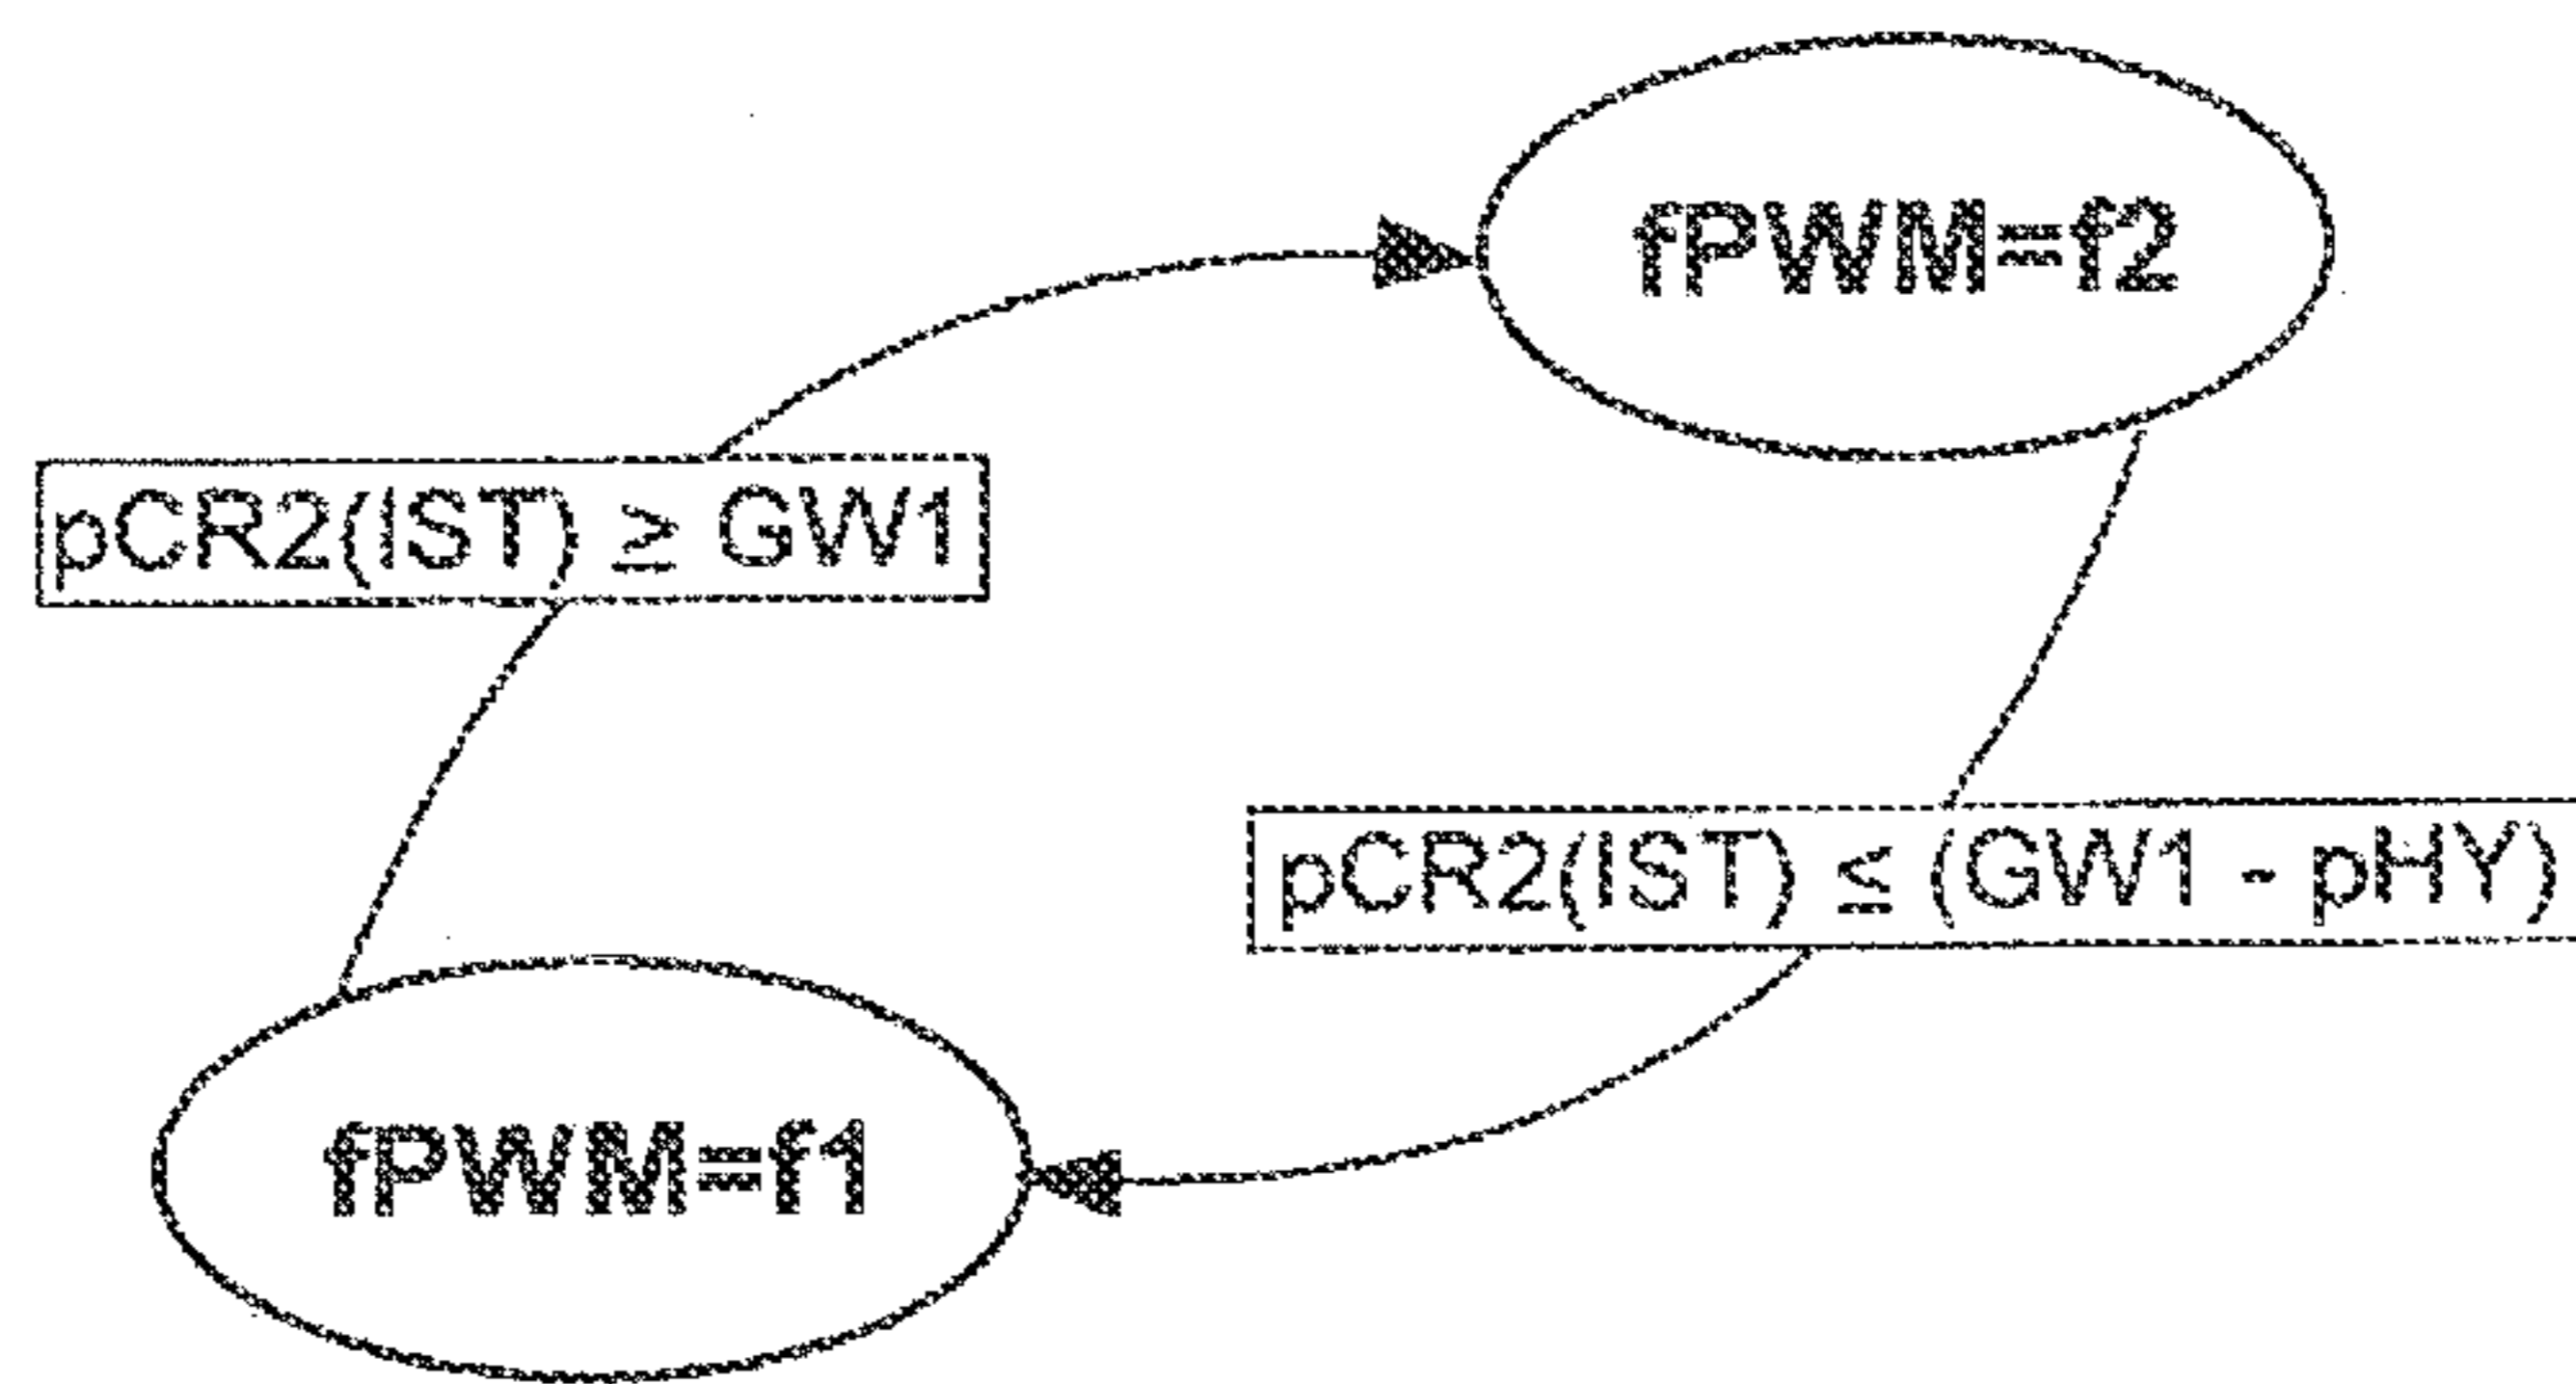 fPWM=f2
pCR2(IST) ≥ GW1
pCR2(IST) ≤ (GW1 - pHY)
fPWM=f1